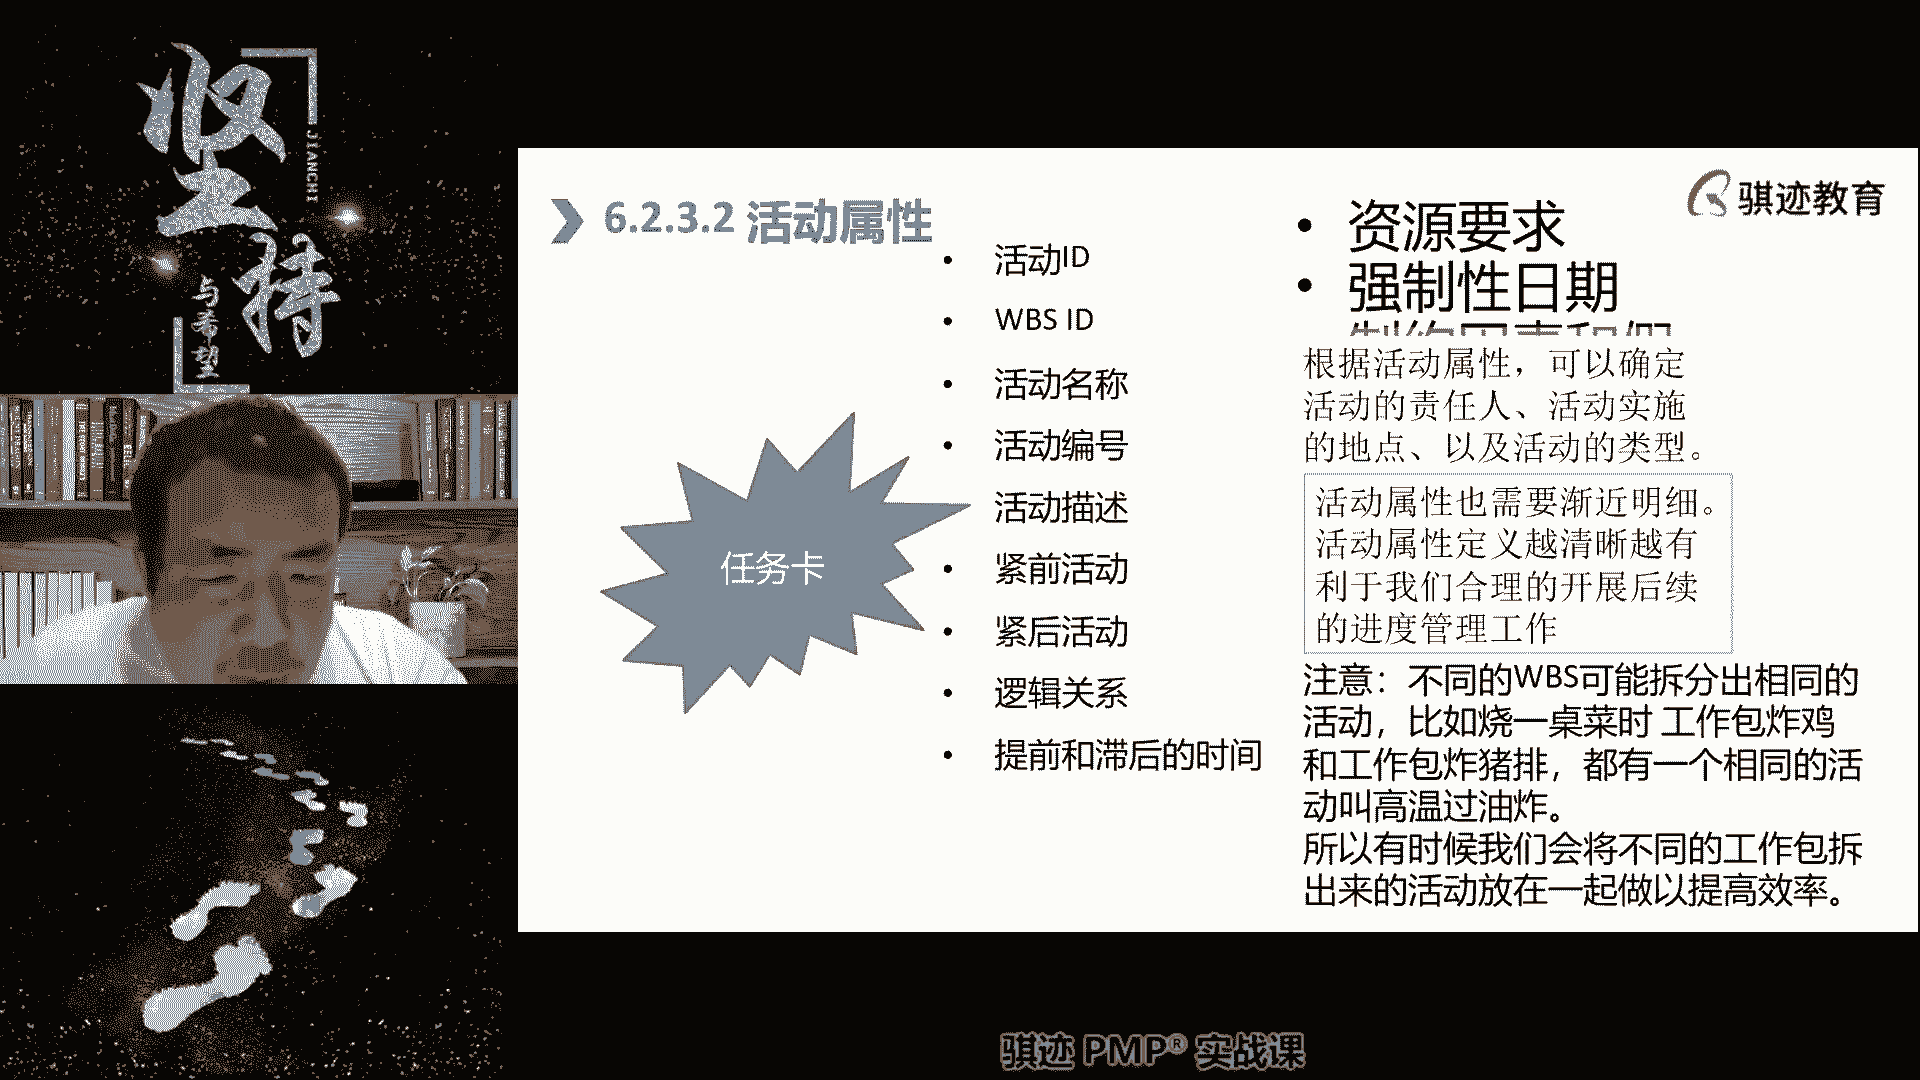 坚持
JIANCHI
与希望
6.2.3.2 活动属性
活动ID
WBS ID
活动名称
活动编号
活动描述
紧前活动
紧后活动
逻辑关系
提前和滞后的时间
任务卡
骐迹教育
资源要求
强制性日期
制约因素和假
根据活动属性，可以确定
活动的责任人、活动实施
的地点、以及活动的类型。
活动属性也需要渐近明细。
活动属性定义越清晰越有
利于我们合理的开展后续
的进度管理工作
注意：不同的WBS可能拆分出相同的
活动，比如烧一桌菜时 工作包炸鸡
和工作包炸猪排，都有一个相同的活
动叫高温过油炸。
所以有时候我们会将不同的工作包拆
出来的活动放在一起做以提高效率。
骐迹 PMP® 实战课